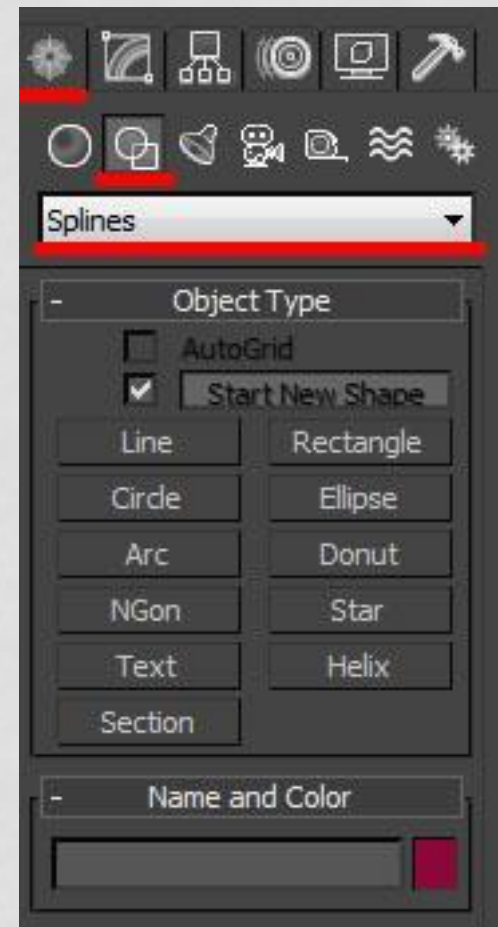 Splines
- Object Type
AutoGrid
Start New Shape
Line Rectangle
Circle Ellipse
Arc Donut
NGon Star
Text Helix
Section
- Name and Color